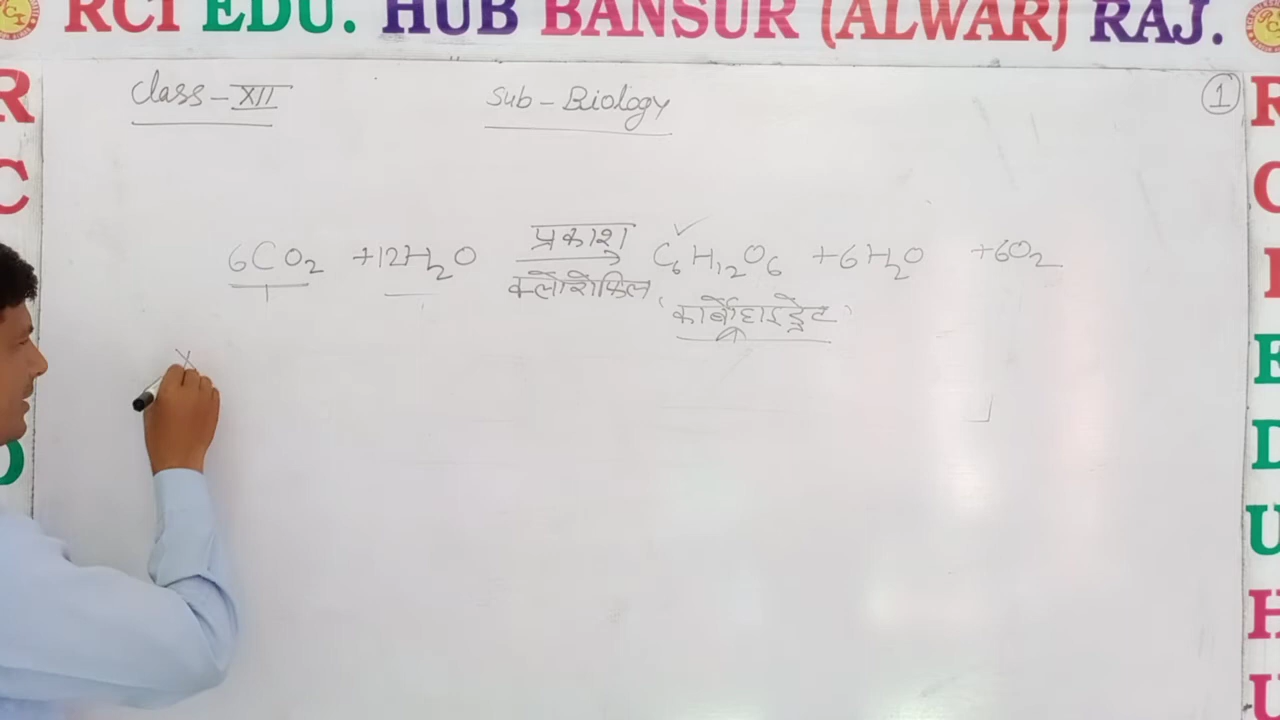 RCI EDU. HUB BANSUR (ALWAR) RAJ.
Class - XII Sub - Biology 1
6CO2 + 12H2O प्रकाश C6H12O6 + 6H2O + 6O2
क्लोरोफिल
कार्बोहाइड्रेट
R
C
D
R
C
I
E
D
U
H
U